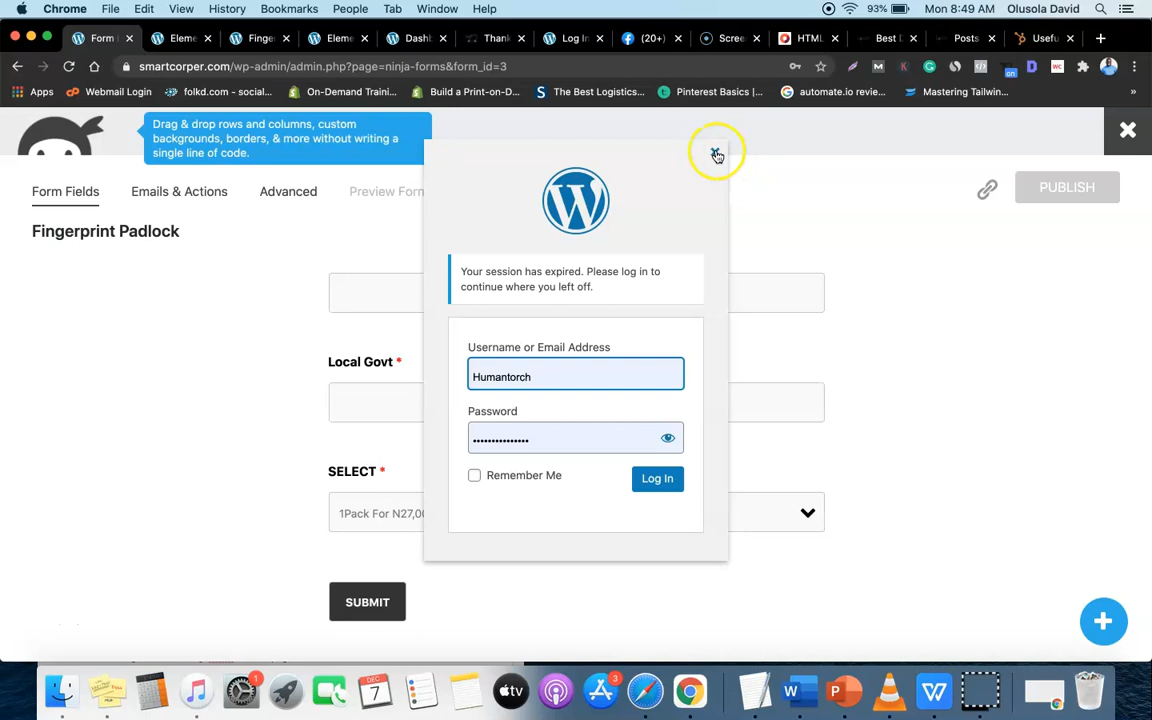 Chrome File Edit View History Bookmarks People Tab Window Help 93% Mon 8:49 AM Olusola David
Form Eleme Finge Eleme Dash Thank Log In (20+) Scree HTML Best D Posts Usefu
smartcorper.com/wp-admin/admin.php?page=ninja-forms&form_id=3
Apps Webmail Login folkd.com - social... On-Demand Traini... Build a Print-on-D... The Best Logistics... Pinterest Basics |... automate.io revie... Mastering Tailwin... »
Drag & drop rows and columns, custom
backgrounds, borders, & more without writing a
single line of code.
Form Fields Emails & Actions Advanced Preview Form PUBLISH
Fingerprint Padlock
Your session has expired. Please log in to
continue where you left off.
Username or Email Address
Humantorch
Local Govt *
Password
••••••••••••••
SELECT *
Remember Me Log In
1Pack For N27,00
SUBMIT